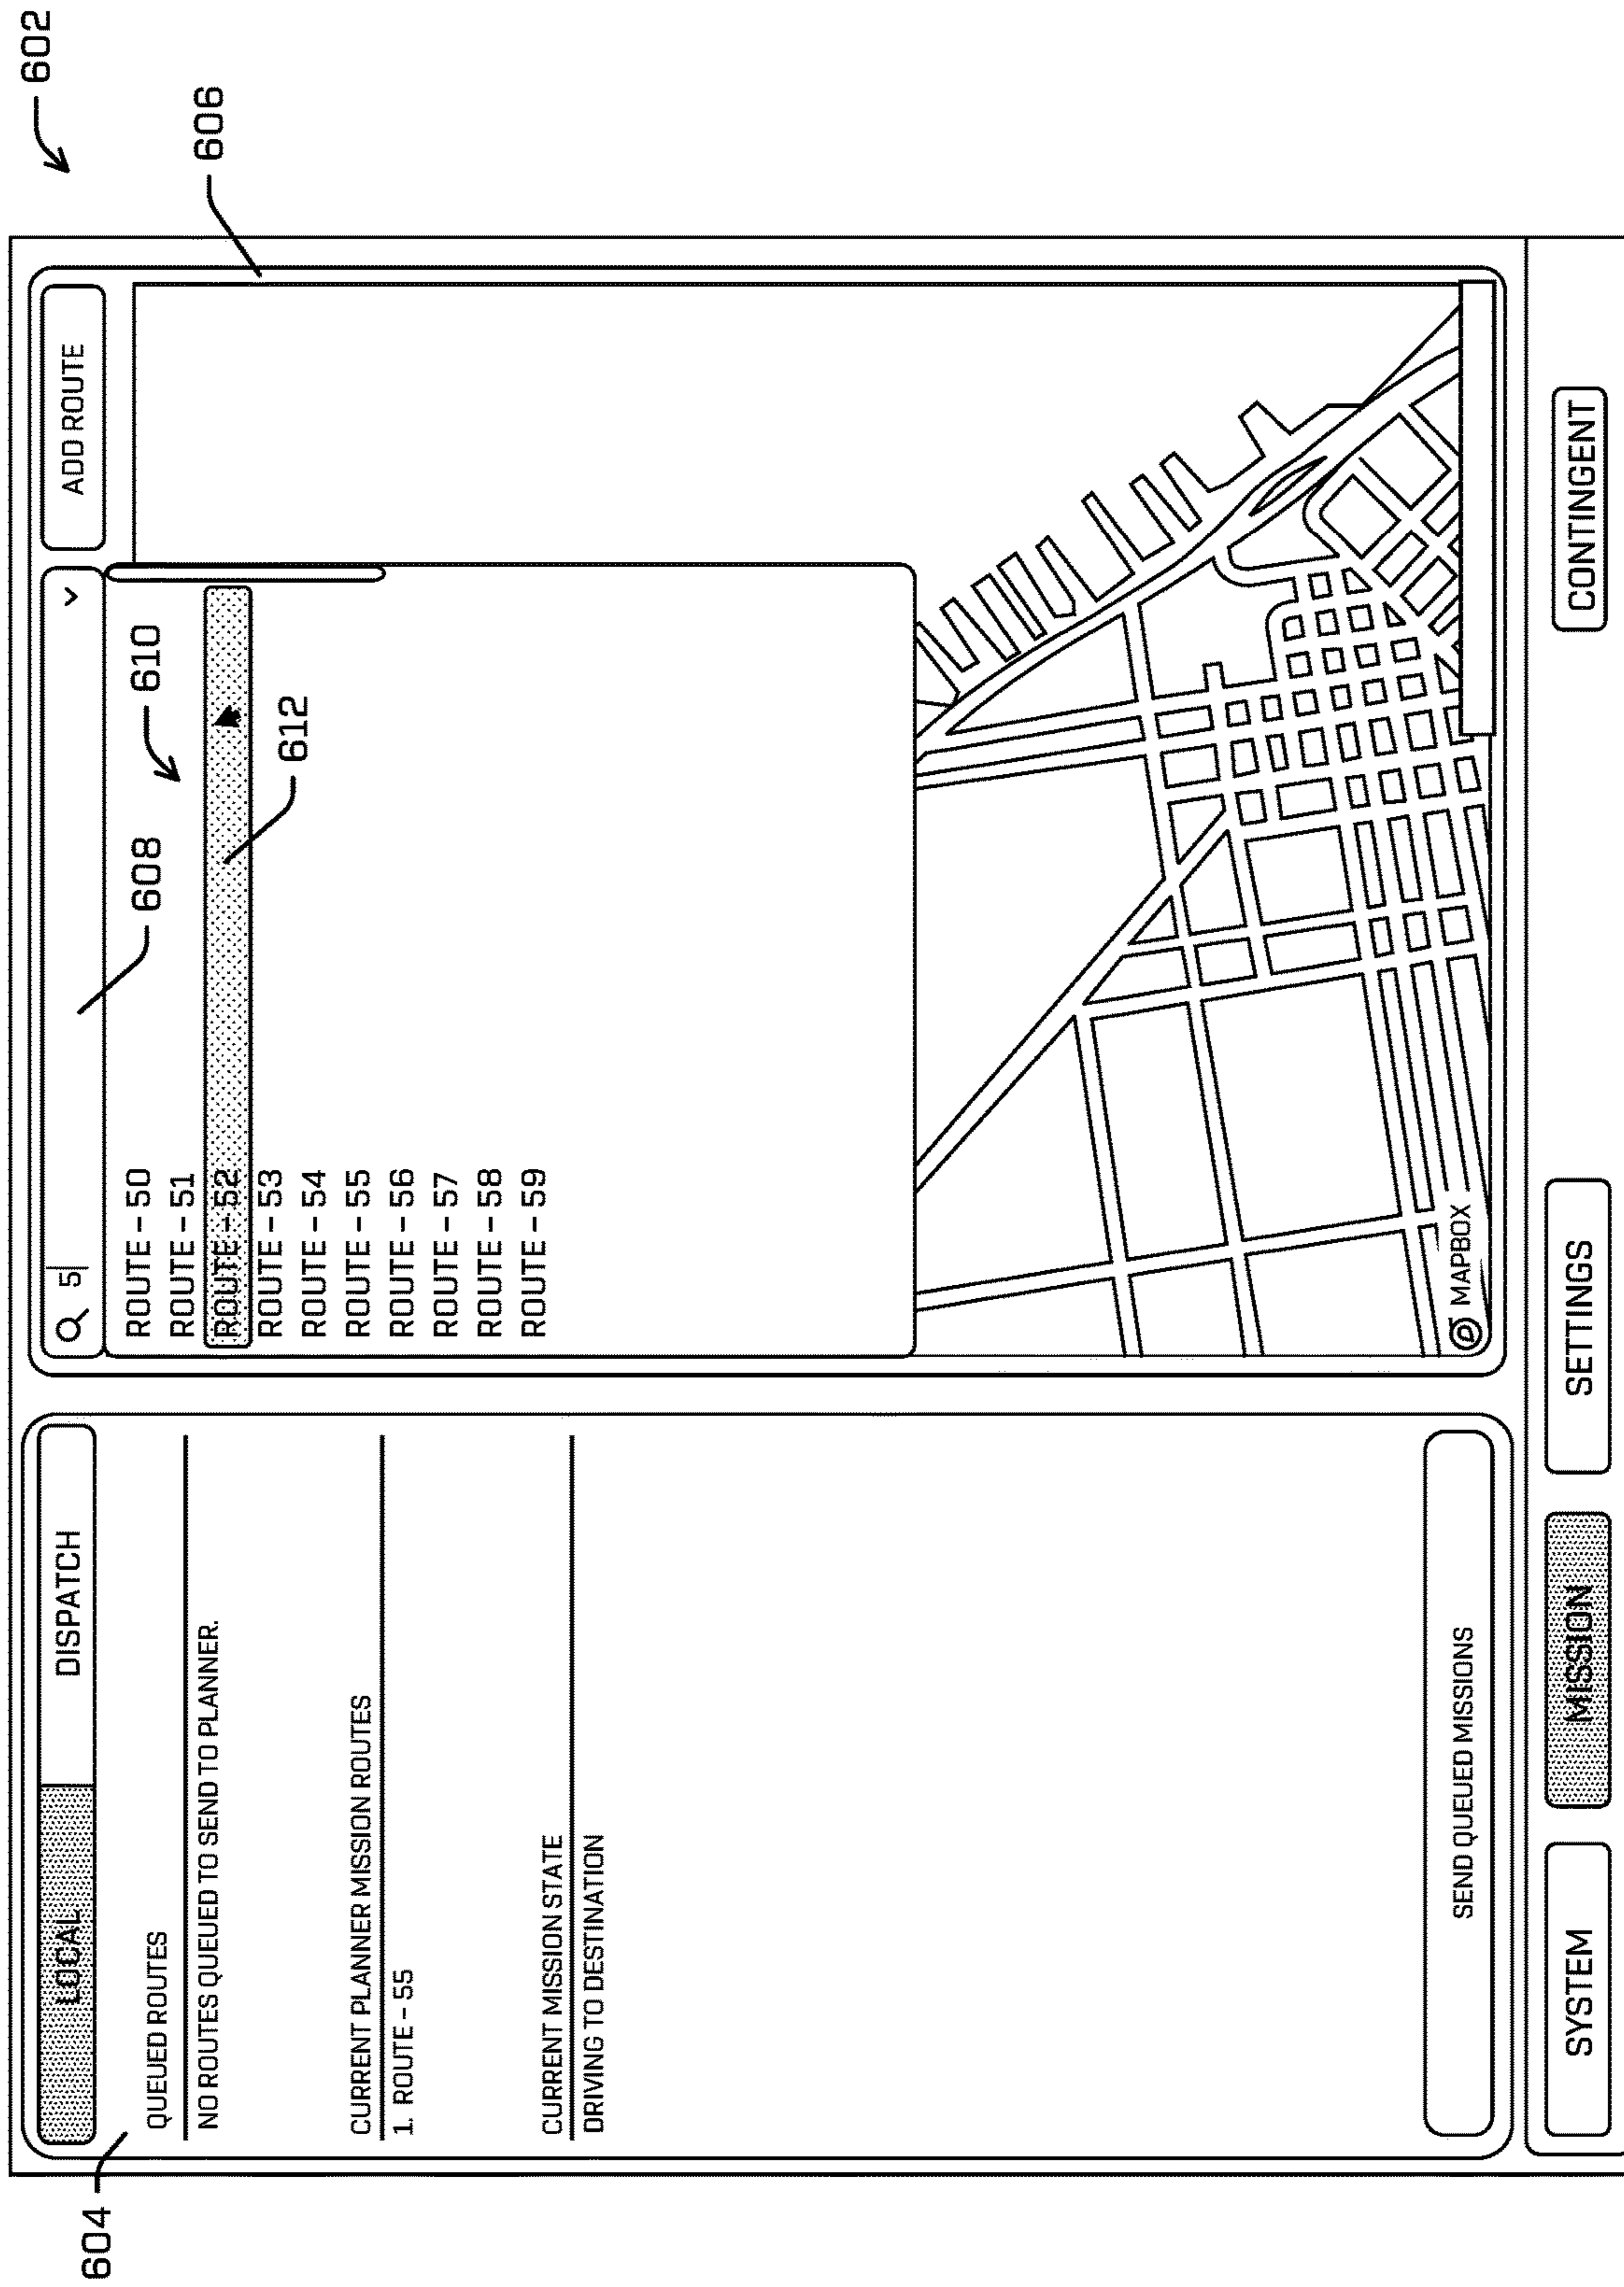 602
606
604
LOCAL
DISPATCH
QUEUED ROUTES
NO ROUTES QUEUED TO SEND TO PLANNER.
CURRENT PLANNER MISSION ROUTES
1. ROUTE – 55
CURRENT MISSION STATE
DRIVING TO DESTINATION
SEND QUEUED MISSIONS
5
ADD ROUTE
608
610
ROUTE – 50
ROUTE – 51
ROUTE – 52
612
ROUTE – 53
ROUTE – 54
ROUTE – 55
ROUTE – 56
ROUTE – 57
ROUTE – 58
ROUTE – 59
MAPBOX
SYSTEM
MISSION
SETTINGS
CONTINGENT